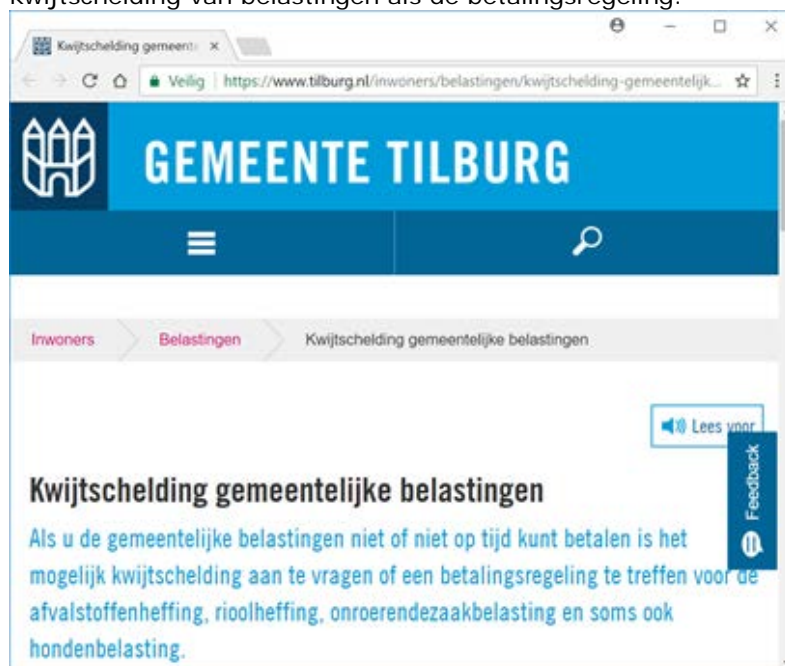 kwijtschelding van belastingen als de betalingsregeling.
Kwijtschelding gemeent
Veilig https://www.tilburg.nl/inwoners/belastingen/kwijtschelding-gemeentelijk...
GEMEENTE TILBURG
Inwoners Belastingen Kwijtschelding gemeentelijke belastingen
Lees voor
Feedback
Kwijtschelding gemeentelijke belastingen
Als u de gemeentelijke belastingen niet of niet op tijd kunt betalen is het
mogelijk kwijtschelding aan te vragen of een betalingsregeling te treffen voor de
afvalstoffenheffing, rioolheffing, onroerendezaakbelasting en soms ook
hondenbelasting.